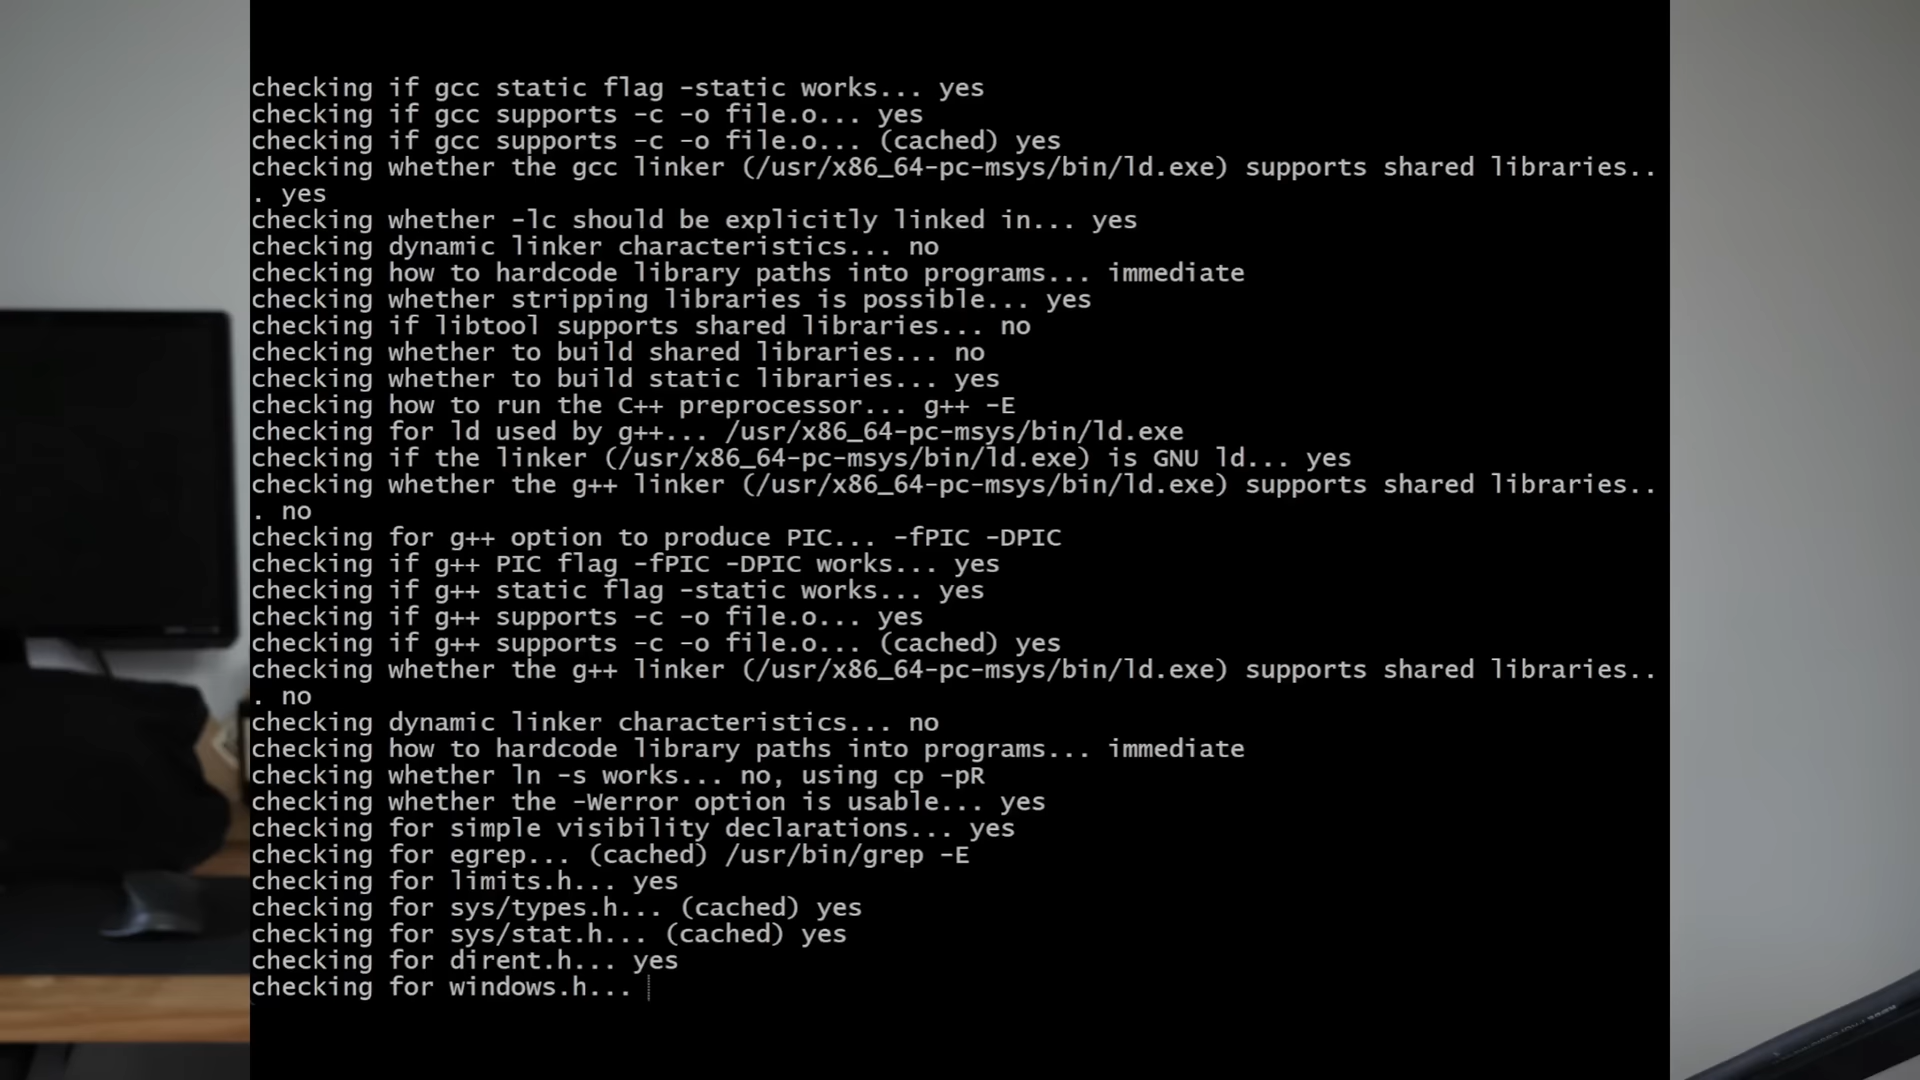 checking if gcc static flag -static works... yes
checking if gcc supports -c -o file.o... yes
checking if gcc supports -c -o file.o... (cached) yes
checking whether the gcc linker (/usr/x86_64-pc-msys/bin/ld.exe) supports shared libraries..
. yes
checking whether -lc should be explicitly linked in... yes
checking dynamic linker characteristics... no
checking how to hardcode library paths into programs... immediate
checking whether stripping libraries is possible... yes
checking if libtool supports shared libraries... no
checking whether to build shared libraries... no
checking whether to build static libraries... yes
checking how to run the C++ preprocessor... g++ -E
checking for ld used by g++... /usr/x86_64-pc-msys/bin/ld.exe
checking if the linker (/usr/x86_64-pc-msys/bin/ld.exe) is GNU ld... yes
checking whether the g++ linker (/usr/x86_64-pc-msys/bin/ld.exe) supports shared libraries..
. no
checking for g++ option to produce PIC... -fPIC -DPIC
checking if g++ PIC flag -fPIC -DPIC works... yes
checking if g++ static flag -static works... yes
checking if g++ supports -c -o file.o... yes
checking if g++ supports -c -o file.o... (cached) yes
checking whether the g++ linker (/usr/x86_64-pc-msys/bin/ld.exe) supports shared libraries..
. no
checking dynamic linker characteristics... no
checking how to hardcode library paths into programs... immediate
checking whether ln -s works... no, using cp -pR
checking whether the -Werror option is usable... yes
checking for simple visibility declarations... yes
checking for egrep... (cached) /usr/bin/grep -E
checking for limits.h... yes
checking for sys/types.h... (cached) yes
checking for sys/stat.h... (cached) yes
checking for dirent.h... yes
checking for windows.h...